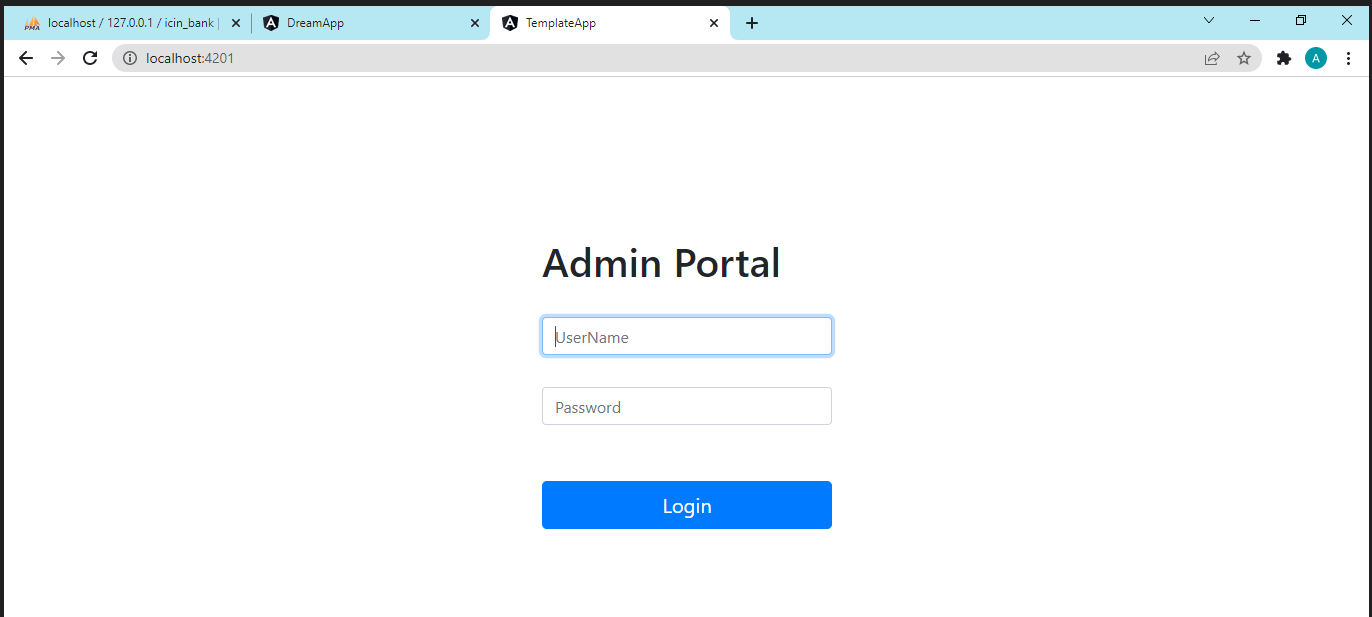 localhost / 127.0.0.1 / icin_bank |
DreamApp
TemplateApp
localhost:4201
A
Admin Portal
UserName
Password
Login